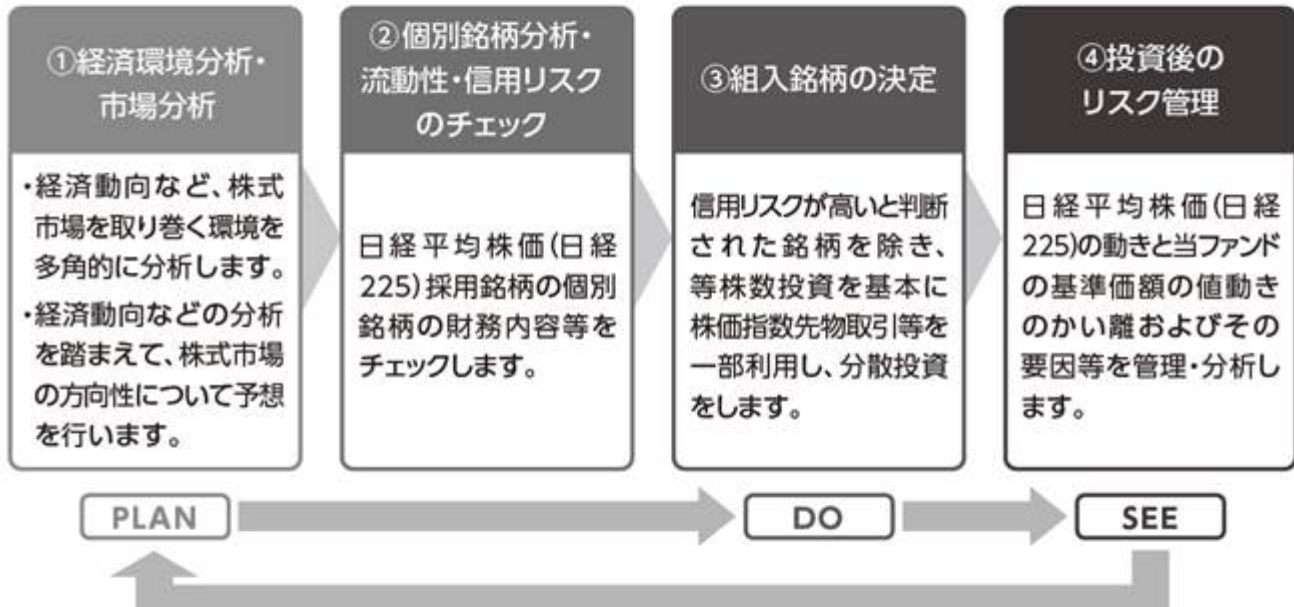 ①経済環境分析・
市場分析
・経済動向など、株式
市場を取り巻く環境を
多角的に分析します。
・経済動向などの分析
を踏まえて、株式市場
の方向性について予想
を行います。
②個別銘柄分析・
流動性・信用リスク
のチェック
日経平均株価(日経
225)採用銘柄の個別
銘柄の財務内容等を
チェックします。
③組入銘柄の決定
信用リスクが高いと判断
された銘柄を除き、
等株数投資を基本に
株価指数先物取引等を
一部利用し、分散投資
をします。
④投資後の
リスク管理
日経平均株価(日経
225)の動きと当ファンド
の基準価額の値動き
のかい離およびその
要因等を管理・分析し
ます。
PLAN
DO
SEE